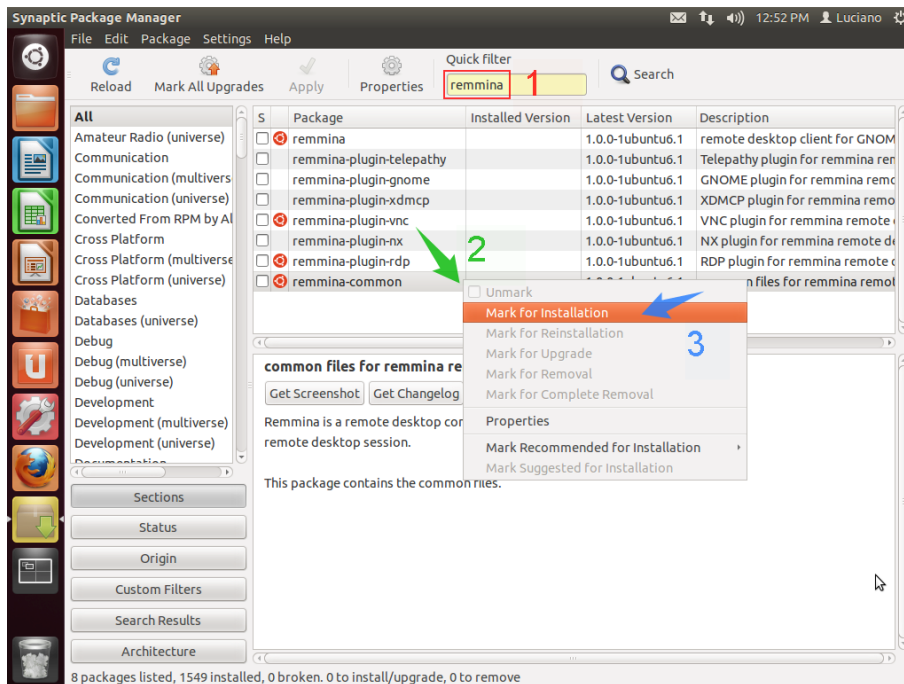 Synaptic Package Manager
12:52 PM Luciano
File Edit Package Settings Help
Reload
Mark All Upgrades
Apply
Properties
Quick filter
remmina
1
Search
All
Amateur Radio (universe)
Communication
Communication (multivers
Communication (universe)
Converted From RPM by Al
Cross Platform
Cross Platform (multiverse
Cross Platform (universe)
Databases
Databases (universe)
Debug
Debug (multiverse)
Debug (universe)
Development
Development (multiverse)
Development (universe)
Documentation
Sections
Status
Origin
Custom Filters
Search Results
Architecture
S Package Installed Version Latest Version Description
remmina 1.0.0-1ubuntu6.1 remote desktop client for GNOM
remmina-plugin-telepathy 1.0.0-1ubuntu6.1 Telepathy plugin for remmina rem
remmina-plugin-gnome 1.0.0-1ubuntu6.1 GNOME plugin for remmina remo
remmina-plugin-xdmcp 1.0.0-1ubuntu6.1 XDMCP plugin for remmina remo
remmina-plugin-vnc 1.0.0-1ubuntu6.1 VNC plugin for remmina remote
remmina-plugin-nx 1.0.0-1ubuntu6.1 NX plugin for remmina remote de
remmina-plugin-rdp 1.0.0-1ubuntu6.1 RDP plugin for remmina remote
remmina-common n files for remmina remot
2
Unmark
Mark for Installation
Mark for Reinstallation
Mark for Upgrade
Mark for Removal
Mark for Complete Removal
Properties
Mark Recommended for Installation
Mark Suggested for Installation
3
common files for remmina re
Get Screenshot
Get Changelog
Remmina is a remote desktop con
remote desktop session.
This package contains the common files.
8 packages listed, 1549 installed, 0 broken. 0 to install/upgrade, 0 to remove